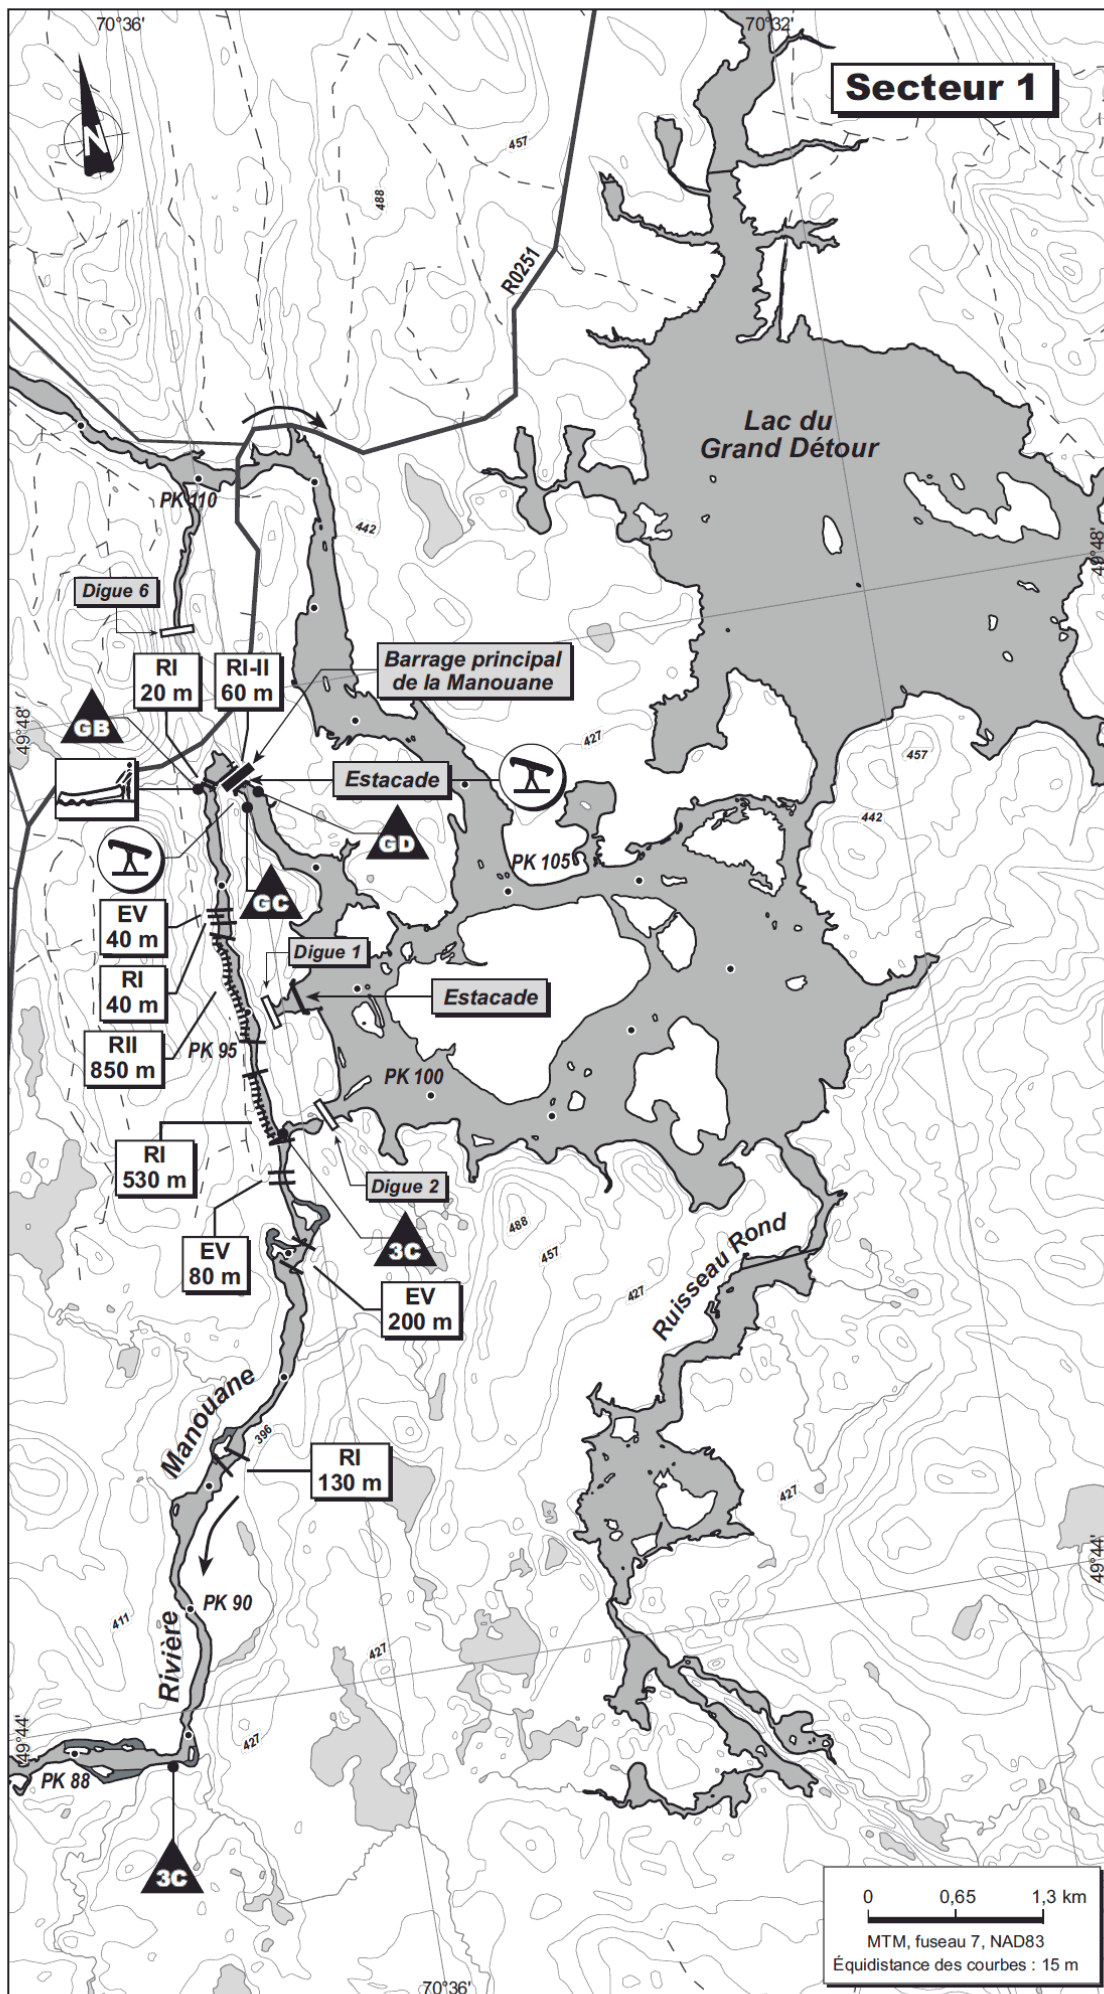 70°36'
70°32'
Secteur 1
N
457
488
R0251
Lac du
Grand Détour
PK 110
442
49°48'
Digue 6
RI
20 m
RI-II
60 m
Barrage principal
de la Manouane
GB
49°48'
427
457
Estacade
442
GD
PK 105
GC
EV
40 m
Digue 1
RI
40 m
Estacade
RII
850 m
PK 95
PK 100
RI
530 m
Digue 2
488
457
3C
EV
80 m
EV
200 m
427
Ruisseau Rond
Manouane
396
RI
130 m
427
49°44'
PK 90
411
427
Rivière
49°44'
427
PK 88
3C
0 0,65 1,3 km
MTM, fuseau 7, NAD83
Équidistance des courbes : 15 m
70°36'